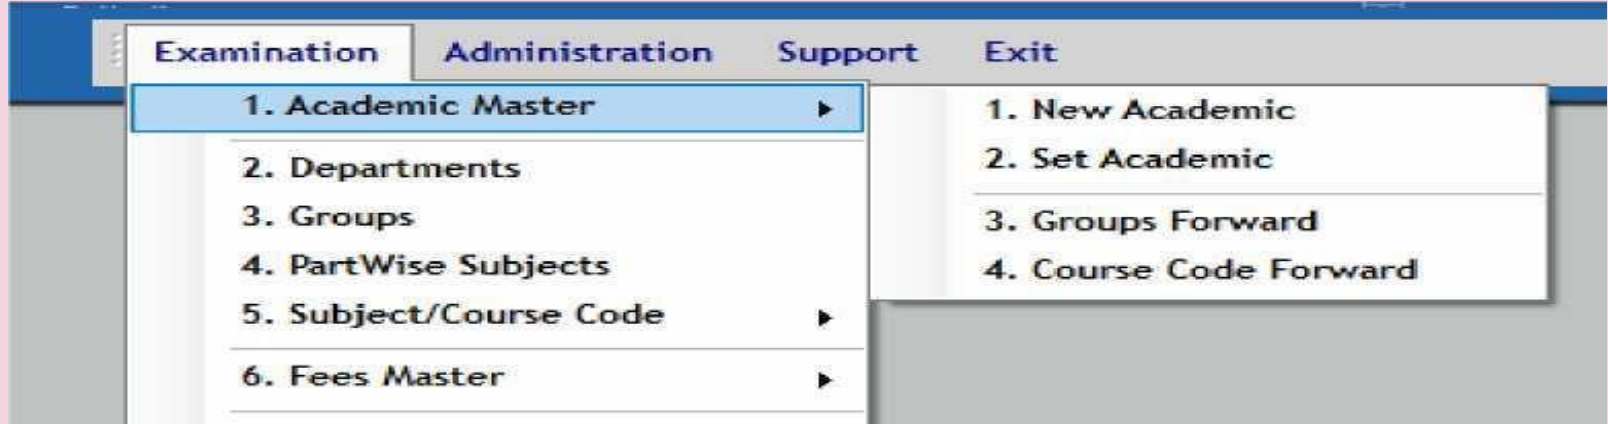 Examination Administration Support Exit
1. Academic Master
2. Departments
3. Groups
4. PartWise Subjects
5. Subject/Course Code
6. Fees Master
1. New Academic
2. Set Academic
3. Groups Forward
4. Course Code Forward